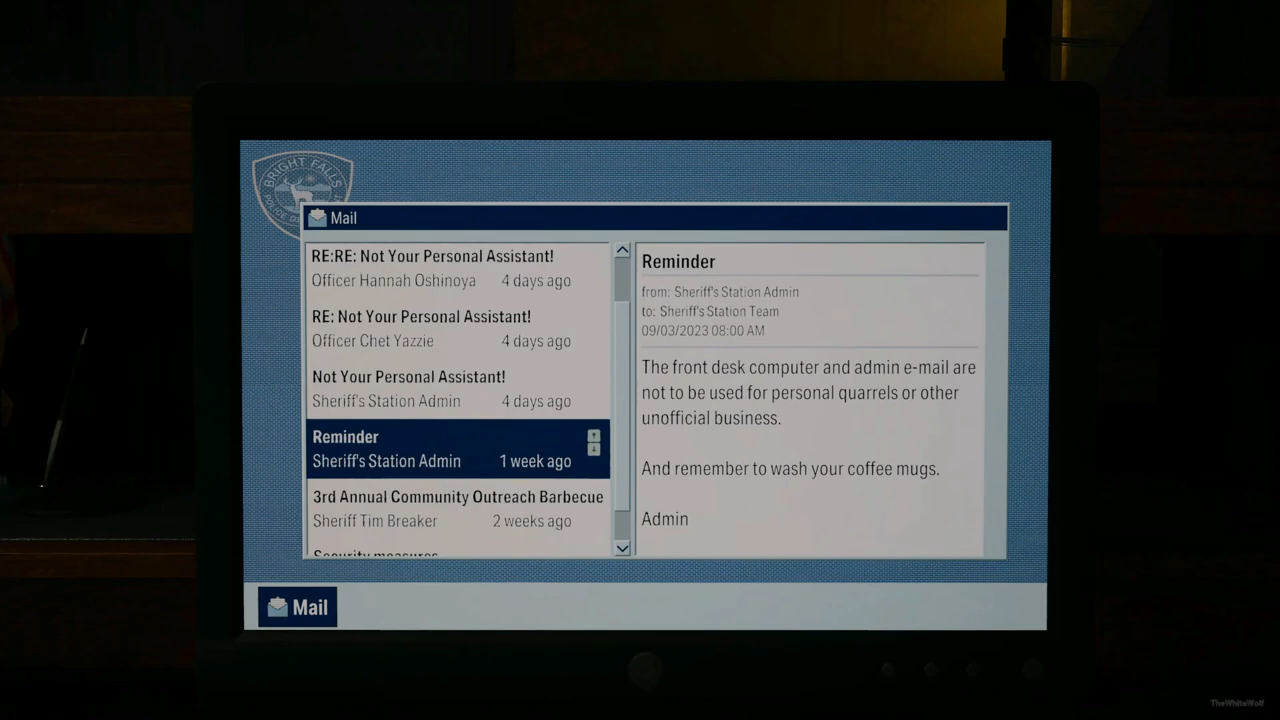 BRIGHT FALLS
Mail
RE:RE: Not Your Personal Assistant!
Officer Hannah Oshinoya 4 days ago
RE: Not Your Personal Assistant!
Officer Chet Yazzie 4 days ago
Not Your Personal Assistant!
Sheriff's Station Admin 4 days ago
Reminder
Sheriff's Station Admin 1 week ago
3rd Annual Community Outreach Barbecue
Sheriff Tim Breaker 2 weeks ago
Security measures
Reminder
from: Sheriff's Station Admin
to: Sheriff's Station Team
09/03/2023 08:00 AM
The front desk computer and admin e-mail are
not to be used for personal quarrels or other
unofficial business.
And remember to wash your coffee mugs.
Admin
Mail
TheWhiteWolf